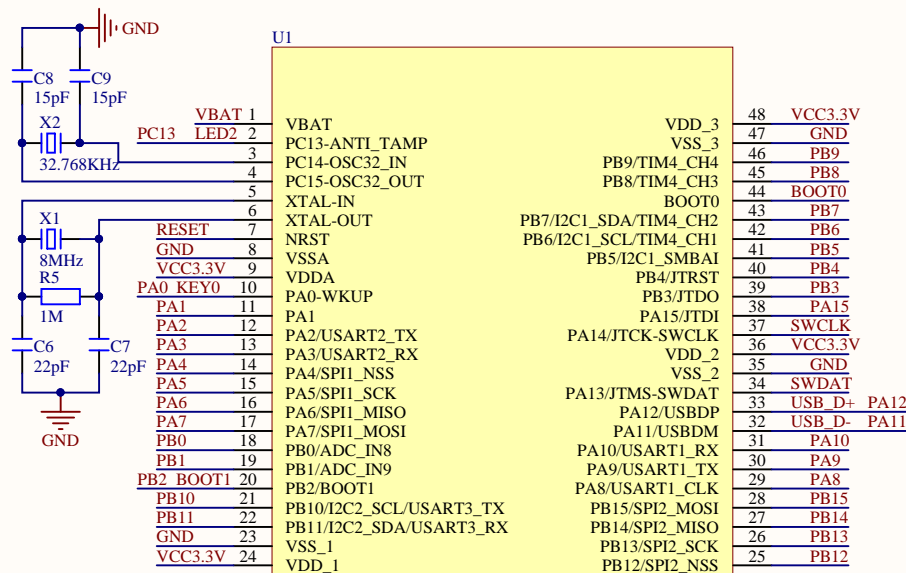 GND
U1
C8
C9
15pF
15pF
X2
32.768KHz
X1
8MHz
R5
1M
C6
C7
22pF
22pF
GND
VBAT 1 VBAT
PC13 LED2 2 PC13-ANTI_TAMP
3 PC14-OSC32_IN
4 PC15-OSC32_OUT
5 XTAL-IN
6 XTAL-OUT
RESET 7 NRST
GND 8 VSSA
VCC3.3V 9 VDDA
PA0 KEY0 10 PA0-WKUP
PA1 11 PA1
PA2 12 PA2/USART2_TX
PA3 13 PA3/USART2_RX
PA4 14 PA4/SPI1_NSS
PA5 15 PA5/SPI1_SCK
PA6 16 PA6/SPI1_MISO
PA7 17 PA7/SPI1_MOSI
PB0 18 PB0/ADC_IN8
PB1 19 PB1/ADC_IN9
PB2 BOOT1 20 PB2/BOOT1
PB10 21 PB10/I2C2_SCL/USART3_TX
PB11 22 PB11/I2C2_SDA/USART3_RX
GND 23 VSS_1
VCC3.3V 24 VDD_1
VDD_3 48 VCC3.3V
VSS_3 47 GND
PB9/TIM4_CH4 46 PB9
PB8/TIM4_CH3 45 PB8
BOOT0 44 BOOT0
PB7/I2C1_SDA/TIM4_CH2 43 PB7
PB6/I2C1_SCL/TIM4_CH1 42 PB6
PB5/I2C1_SMBAI 41 PB5
PB4/JTRST 40 PB4
PB3/JTDO 39 PB3
PA15/JTDI 38 PA15
PA14/JTCK-SWCLK 37 SWCLK
VDD_2 36 VCC3.3V
VSS_2 35 GND
PA13/JTMS-SWDAT 34 SWDAT
PA12/USBDP 33 USB_D+ PA12
PA11/USBDM 32 USB_D- PA11
PA10/USART1_RX 31 PA10
PA9/USART1_TX 30 PA9
PA8/USART1_CLK 29 PA8
PB15/SPI2_MOSI 28 PB15
PB14/SPI2_MISO 27 PB14
PB13/SPI2_SCK 26 PB13
PB12/SPI2_NSS 25 PB12